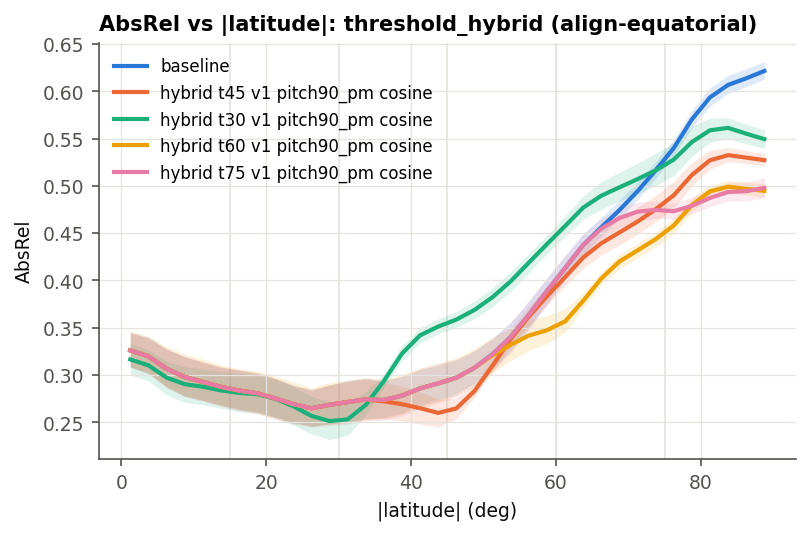 AbsRel vs |latitude|: threshold_hybrid (align-equatorial)
0.65
0.60
0.55
0.50
0.45
0.40
0.35
0.30
0.25
AbsRel
baseline
hybrid t45 v1 pitch90_pm cosine
hybrid t30 v1 pitch90_pm cosine
hybrid t60 v1 pitch90_pm cosine
hybrid t75 v1 pitch90_pm cosine
0 20 40 60 80
|latitude| (deg)